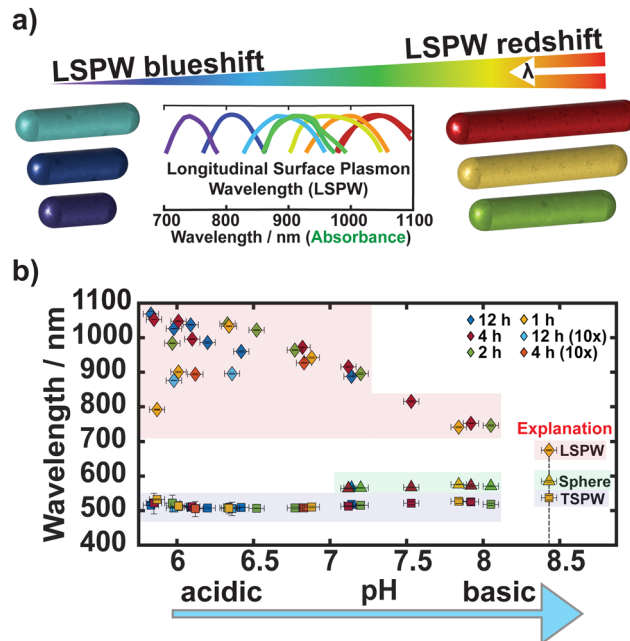 a)
LSPW blueshift
LSPW redshift
λ
Longitudinal Surface Plasmon
Wavelength (LSPW)
700 800 900 1000 1100
Wavelength / nm (Absorbance)
b)
Wavelength / nm
1100
1000
900
800
700
600
500
400
12 h
1 h
4 h
12 h (10x)
2 h
4 h (10x)
Explanation
LSPW
Sphere
TSPW
6 6.5 7 7.5 8 8.5
acidic pH basic